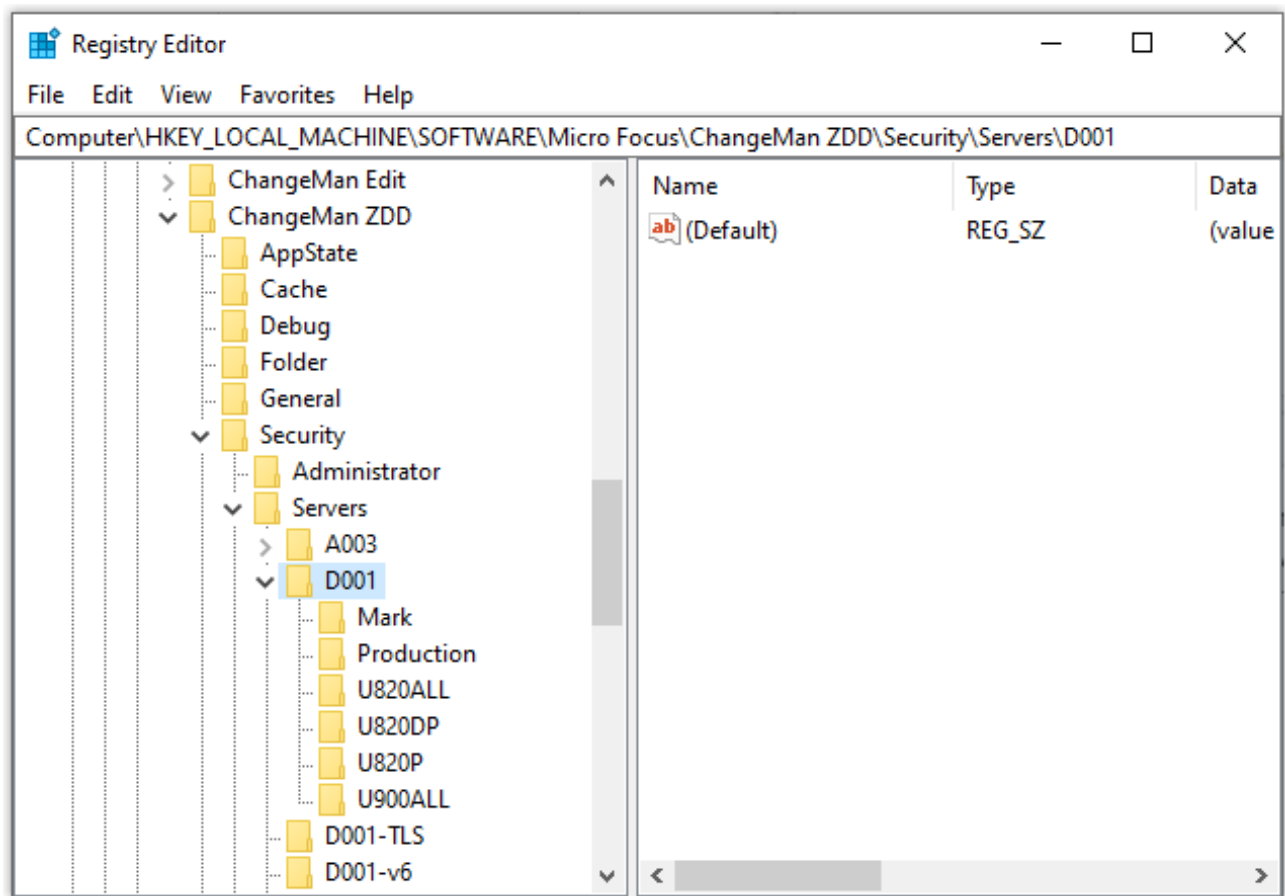 Registry Editor
File Edit View Favorites Help
Computer\HKEY_LOCAL_MACHINE\SOFTWARE\Micro Focus\ChangeMan ZDD\Security\Servers\D001
ChangeMan Edit
ChangeMan ZDD
AppState
Cache
Debug
Folder
General
Security
Administrator
Servers
A003
D001
Mark
Production
U820ALL
U820DP
U820P
U900ALL
D001-TLS
D001-v6
Name Type Data
ab (Default) REG_SZ (value